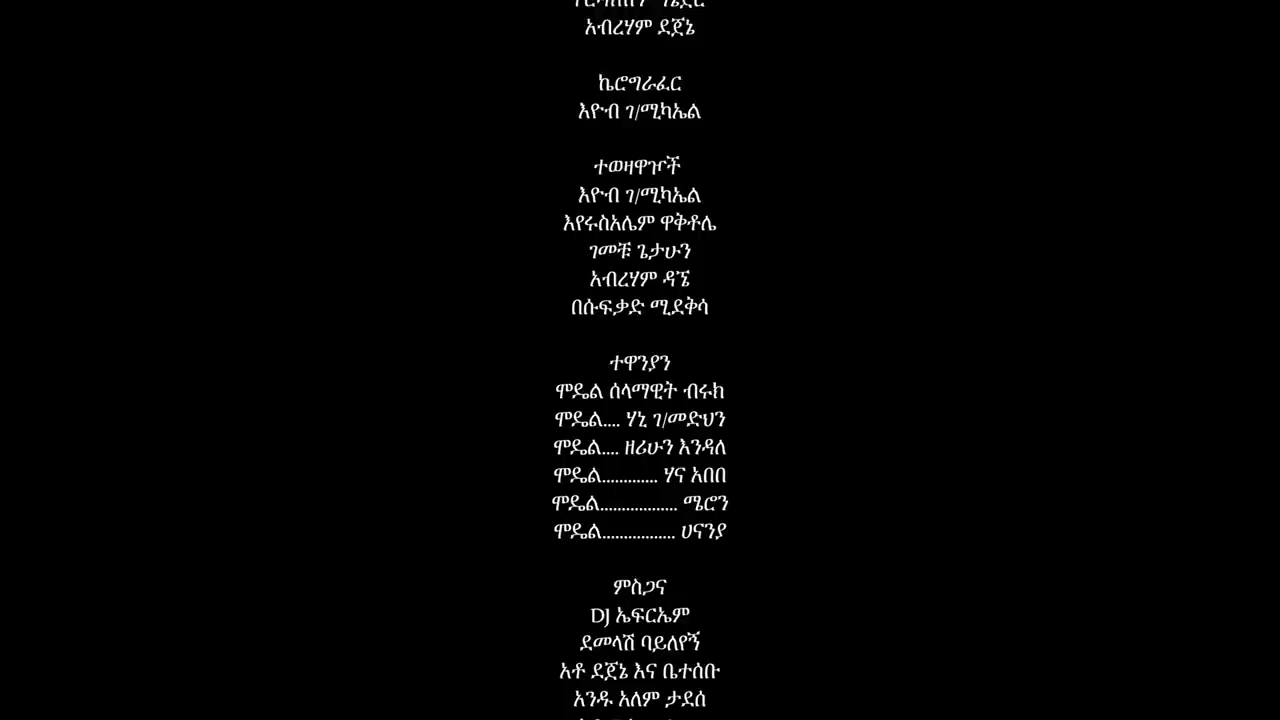 አብረሃም ደጀኔ
ኬሮግራፈር
እዮብ ገ/ሚካኤል
ተወዛዋዦች
እዮብ ገ/ሚካኤል
እየሩስአሌም ዋቅቶሌ
ገመቹ ጌታሁን
አብረሃም ዳኜ
በሱፍቃድ ሚደቅሳ
ተዋንያን
ሞዴል ሰላማዊት ብሩክ
ሞዴል.... ሃኒ ገ/መድህን
ሞዴል.... ዘሪሁን እንዳለ
ሞዴል............. ሃና አበበ
ሞዴል.................. ሜሮን
ሞዴል................. ሀናንያ
ምስጋና
DJ ኤፍርኤም
ደመላሽ ባይለየኝ
አቶ ደጀኔ እና ቤተሰቡ
አንዱ አለም ታደሰ